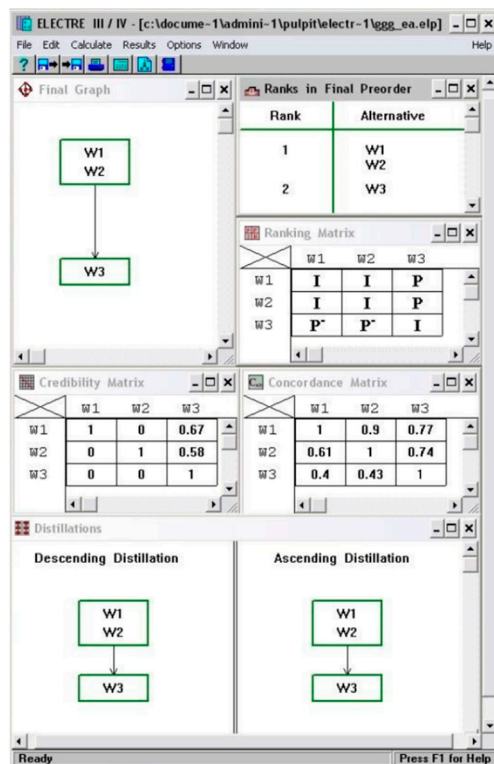 ELECTRE III / IV - [c:\docume~1\admini~1\pulpit\electr~1\ggg_ea.elp]
File Edit Calculate Results Options Window Help
Final Graph
W1
W2
W3
Ranks in Final Preorder
Rank Alternative
1 W1
W2
2 W3
Ranking Matrix
W1 W2 W3
W1 I I P
W2 I I P
W3 P⁻ P⁻ I
Credibility Matrix
W1 W2 W3
W1 1 0 0.67
W2 0 1 0.58
W3 0 0 1
Concordance Matrix
W1 W2 W3
W1 1 0.9 0.77
W2 0.61 1 0.74
W3 0.4 0.43 1
Distillations
Descending Distillation
W1
W2
W3
Ascending Distillation
W1
W2
W3
Ready Press F1 for Help